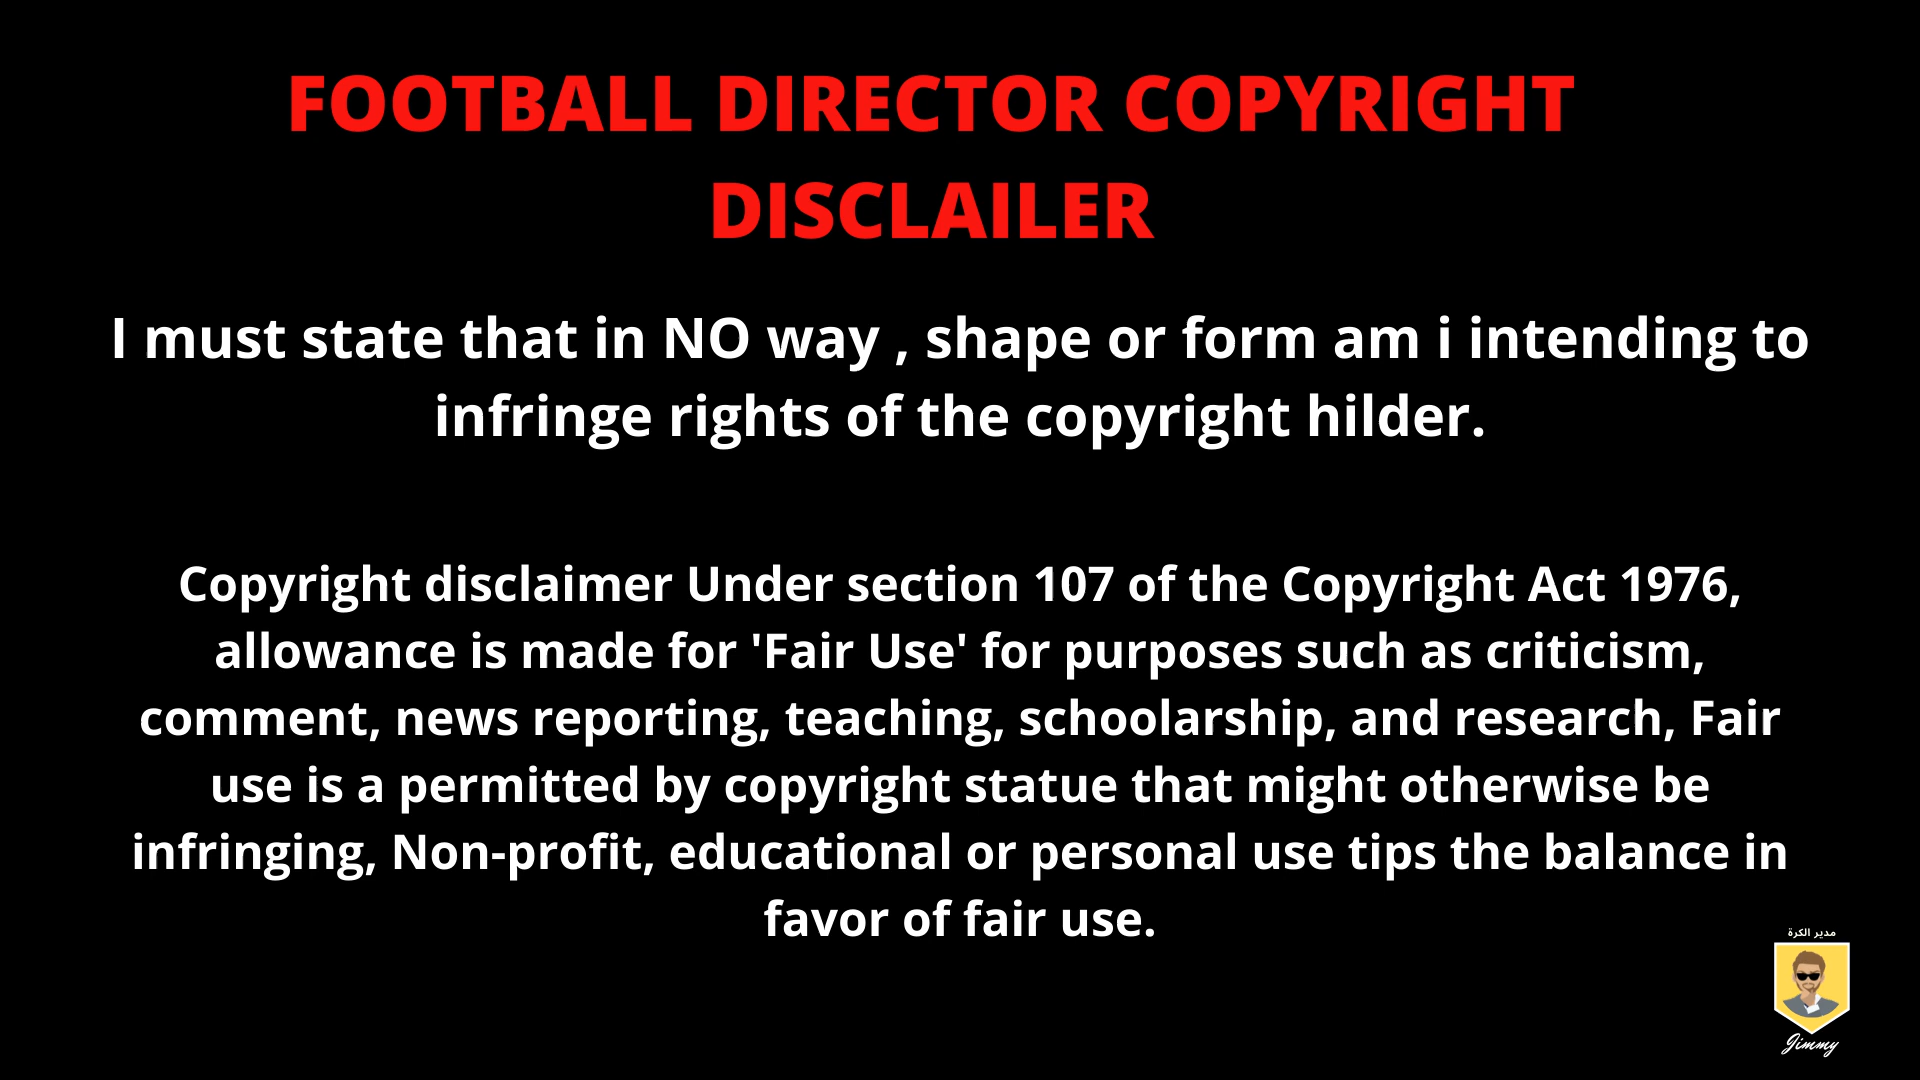 FOOTBALL DIRECTOR COPYRIGHT
DISCLAILER
I must state that in NO way , shape or form am i intending to
infringe rights of the copyright hilder.
Copyright disclaimer Under section 107 of the Copyright Act 1976,
allowance is made for 'Fair Use' for purposes such as criticism,
comment, news reporting, teaching, schoolarship, and research, Fair
use is a permitted by copyright statue that might otherwise be
infringing, Non-profit, educational or personal use tips the balance in
favor of fair use.
مدير الكرة
Jimmy